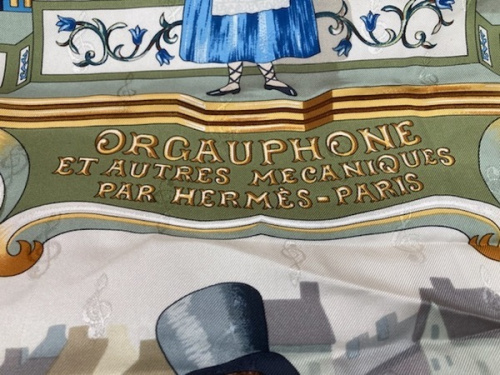 ORGAUPHONE
ET AUTRES MECANIQUES
PAR HERMÈS-PARIS